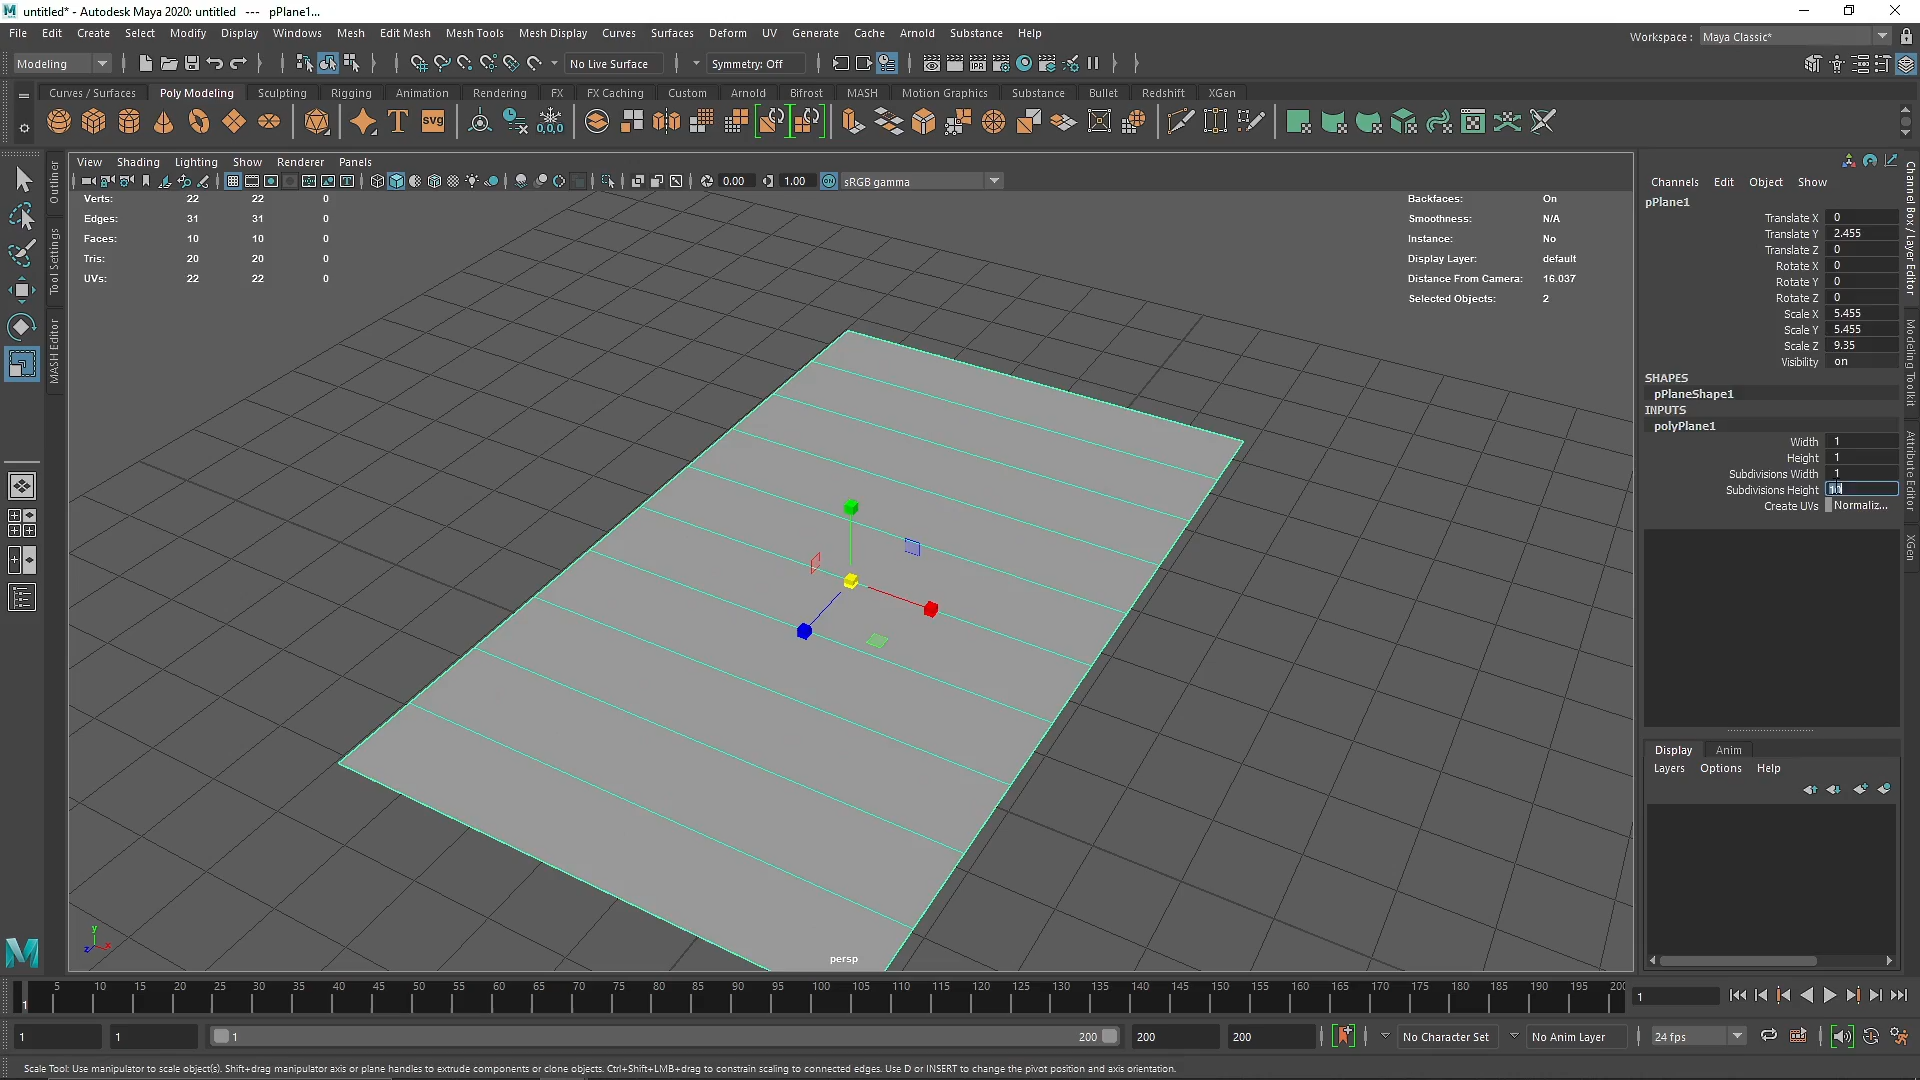 untitled* - Autodesk Maya 2020: untitled   ---   pPlane1...
File Edit Create Select Modify Display Windows Mesh Edit Mesh Mesh Tools Mesh Display Curves Surfaces Deform UV Generate Cache Arnold Substance Help
Workspace : Maya Classic*
Modeling No Live Surface Symmetry: Off
Curves / Surfaces Poly Modeling Sculpting Rigging Animation Rendering FX FX Caching Custom Arnold Bifrost MASH Motion Graphics Substance Bullet Redshift XGen
T svg 0,0,0
IPR
View Shading Lighting Show Renderer Panels
0.00 1.00 ON sRGB gamma
Outliner
Tool Settings
MASH Editor
Verts: 22 22 0
Edges: 31 31 0
Faces: 10 10 0
Tris: 20 20 0
UVs: 22 22 0
Backfaces: On
Smoothness: N/A
Instance: No
Display Layer: default
Distance From Camera: 16.037
Selected Objects: 2
y
z x
persp
Channels Edit Object Show
pPlane1
Translate X 0
Translate Y 2.455
Translate Z 0
Rotate X 0
Rotate Y 0
Rotate Z 0
Scale X 5.455
Scale Y 5.455
Scale Z 9.35
Visibility on
SHAPES
pPlaneShape1
INPUTS
polyPlane1
Width 1
Height 1
Subdivisions Width 1
Subdivisions Height
Create UVs Normaliz...
Channel Box / Layer Editor
Modeling Toolkit
Attribute Editor
XGen
Display Anim
Layers Options Help
5 10 15 20 25 30 35 40 45 50 55 60 65 70 75 80 85 90 95 100 105 110 115 120 125 130 135 140 145 150 155 160 165 170 175 180 185 190 195 200
1 1
1 1 1 200 200 200 No Character Set No Anim Layer 24 fps
Scale Tool: Use manipulator to scale object(s). Shift+drag manipulator axis or plane handles to extrude components or clone objects. Ctrl+Shift+LMB+drag to constrain scaling to connected edges. Use D or INSERT to change the pivot position and axis orientation.